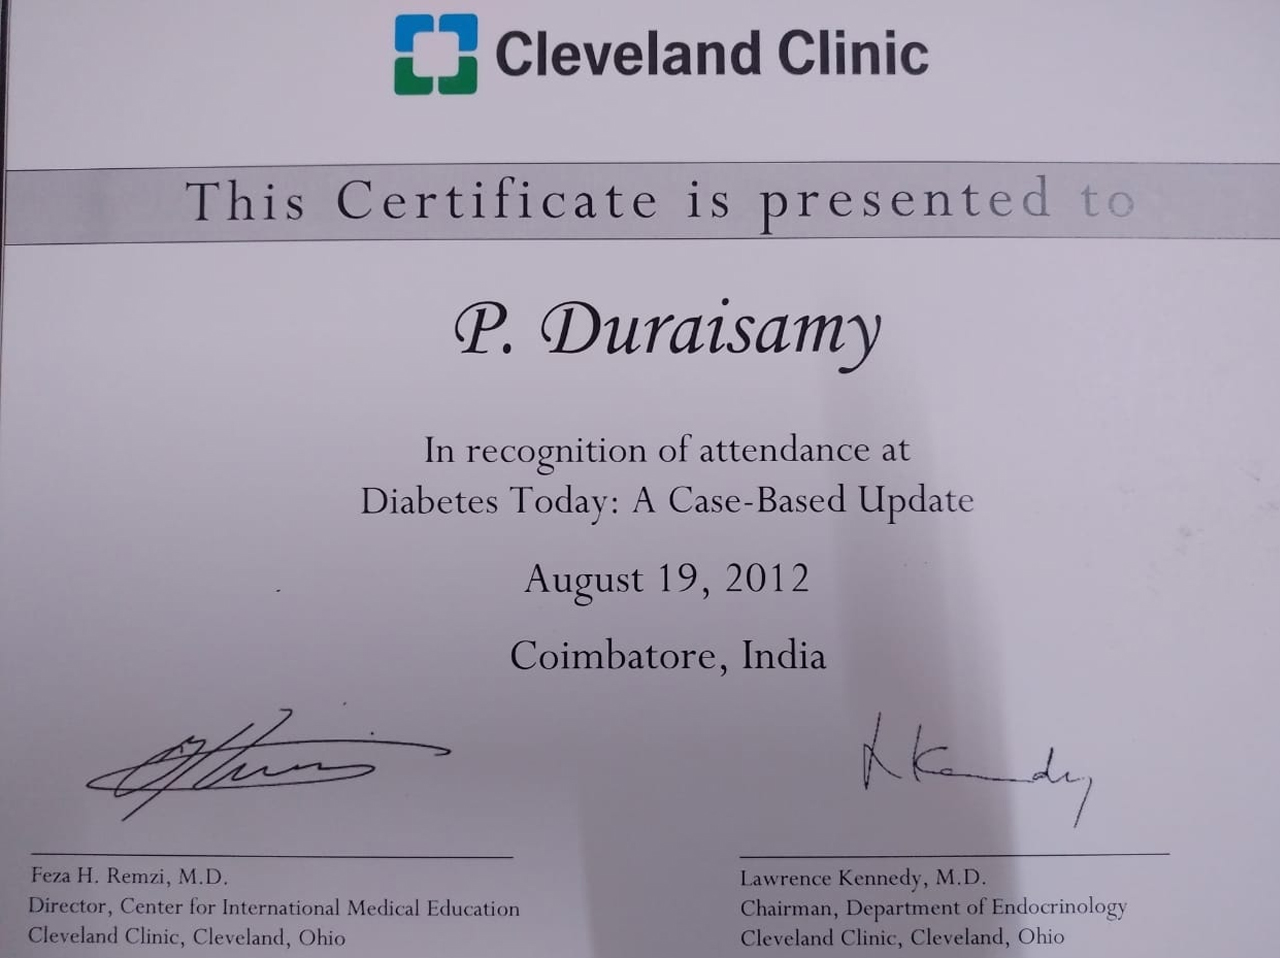 Cleveland Clinic
This Certificate is presented to
P. Duraisamy
In recognition of attendance at
Diabetes Today: A Case-Based Update
August 19, 2012
Coimbatore, India
L Kennedy
Feza H. Remzi, M.D.
Director, Center for International Medical Education
Cleveland Clinic, Cleveland, Ohio
Lawrence Kennedy, M.D.
Chairman, Department of Endocrinology
Cleveland Clinic, Cleveland, Ohio